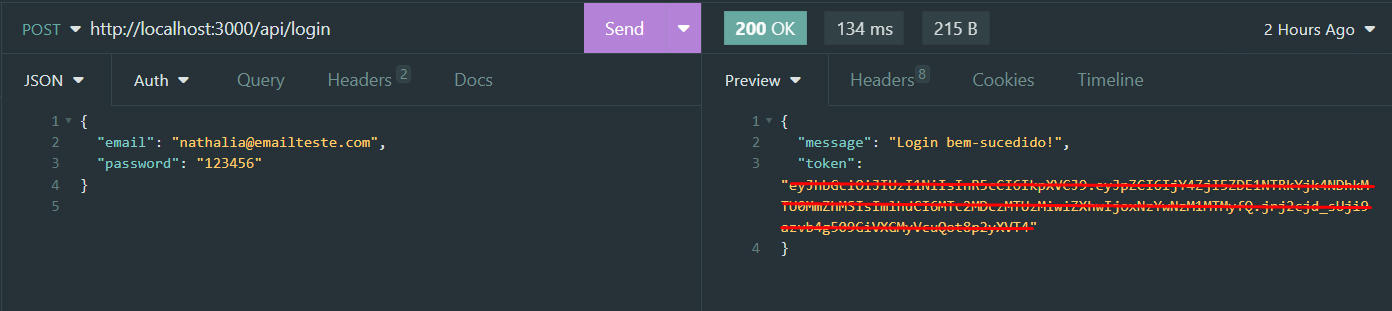 POST http://localhost:3000/api/login Send 200 OK 134 ms 215 B 2 Hours Ago
JSON Auth Query Headers 2 Docs Preview Headers 8 Cookies Timeline
1 {
2 "email": "nathalia@emailteste.com",
3 "password": "123456"
4 }
5
1 {
2 "message": "Login bem-sucedido!",
3 "token":
4 }